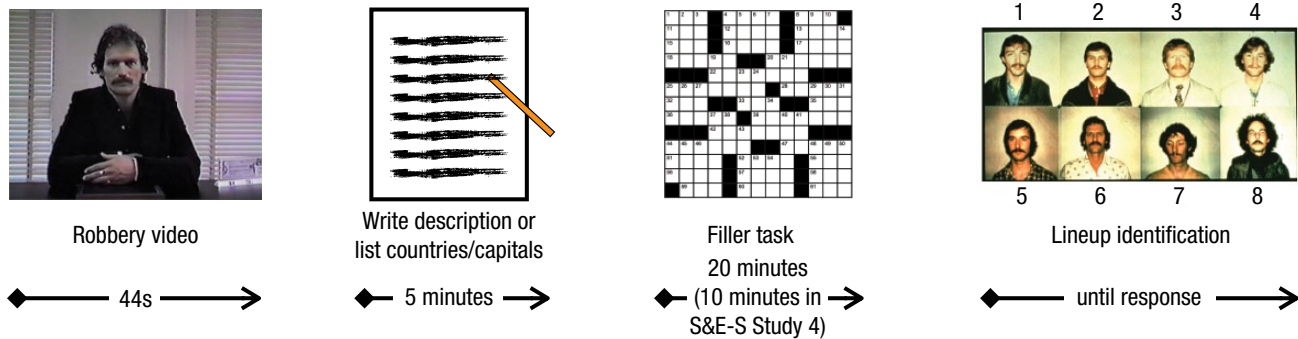 1 2 3 4
5 6 7 8
Robbery video
Write description or
list countries/capitals
Filler task
Lineup identification
44s
5 minutes
20 minutes
(10 minutes in
S&E-S Study 4)
until response